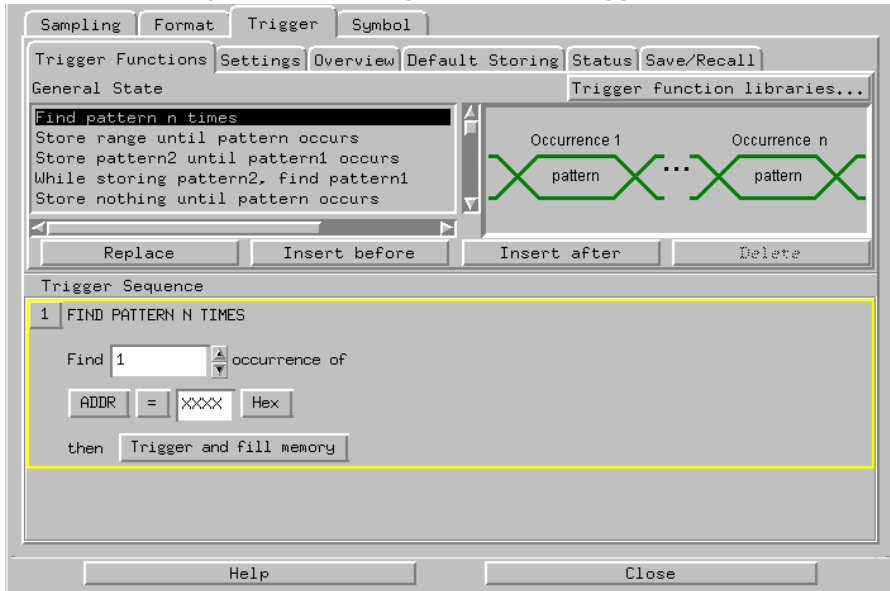 Sampling Format Trigger Symbol
Trigger Functions Settings Overview Default Storing Status Save/Recall
General State Trigger function libraries...
Find pattern n times
Store range until pattern occurs
Store pattern2 until pattern1 occurs
While storing pattern2, find pattern1
Store nothing until pattern occurs
Occurrence 1 Occurrence n
pattern ... pattern
Replace Insert before Insert after Delete
Trigger Sequence
1 FIND PATTERN N TIMES
Find 1 occurrence of
ADDR = XXXX Hex
then Trigger and fill memory
Help Close